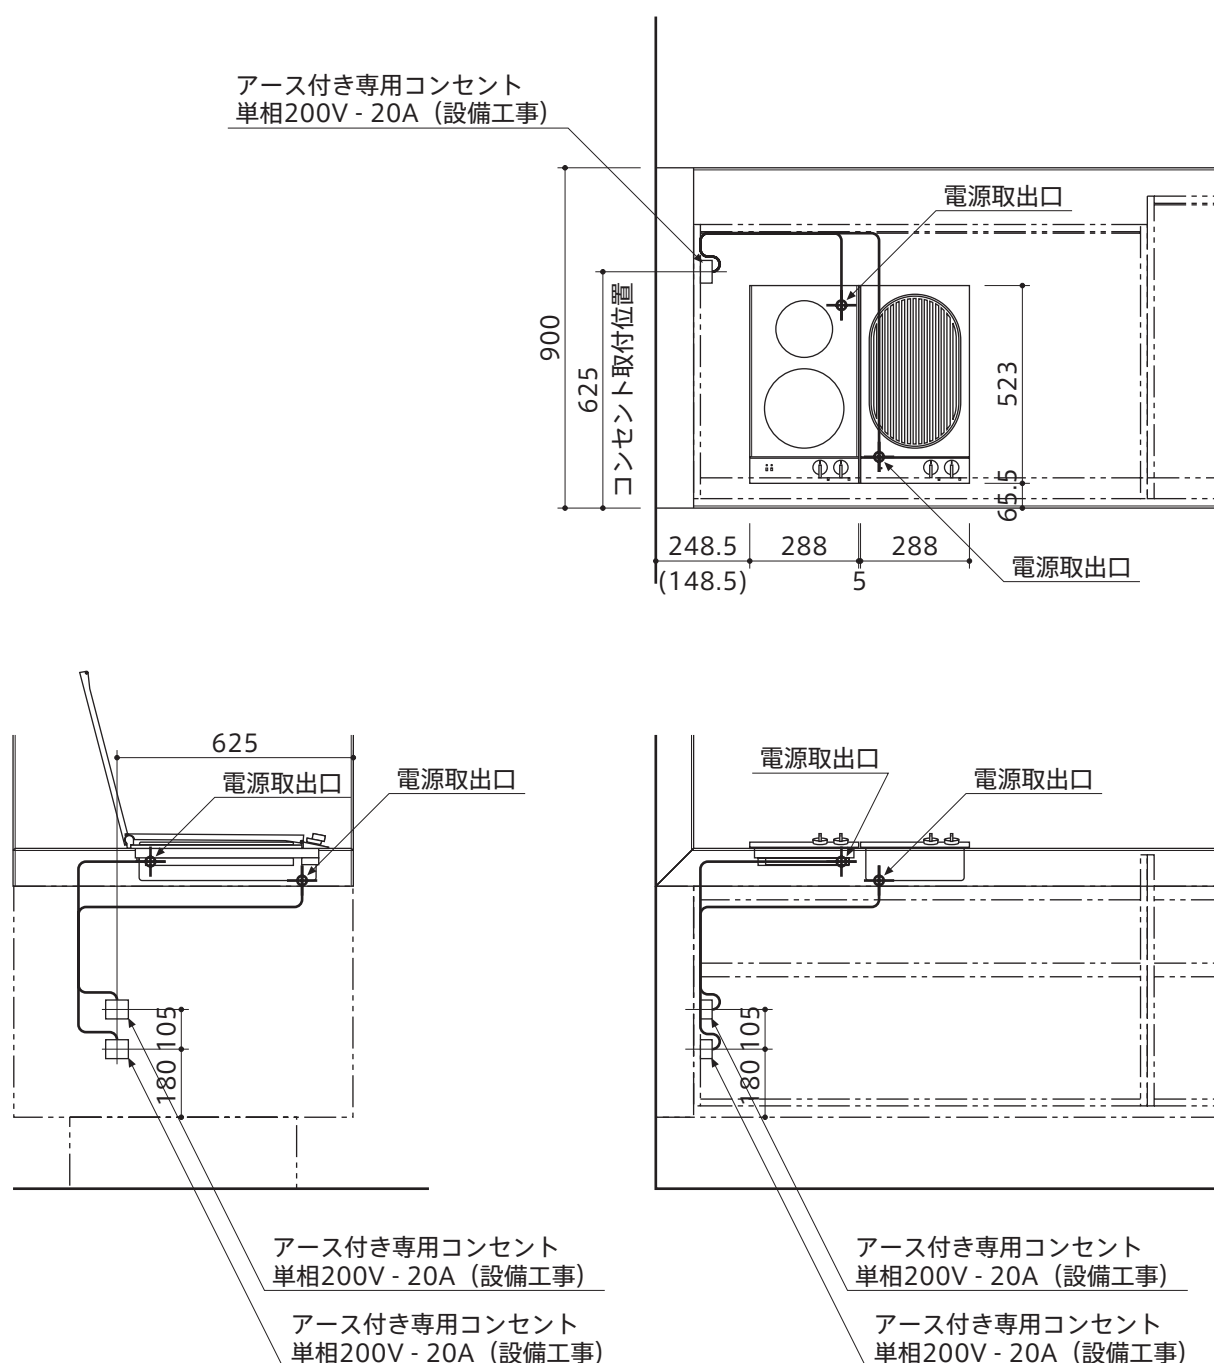 アース付き専用コンセント
単相200V - 20A（設備工事）
電源取出口
900
625
コンセント取付位置
523
65.5
248.5
288
288
(148.5)
5
電源取出口
625
電源取出口
電源取出口
105
180
アース付き専用コンセント
単相200V - 20A（設備工事）
アース付き専用コンセント
単相200V - 20A（設備工事）
電源取出口
電源取出口
105
180
アース付き専用コンセント
単相200V - 20A（設備工事）
アース付き専用コンセント
単相200V - 20A（設備工事）